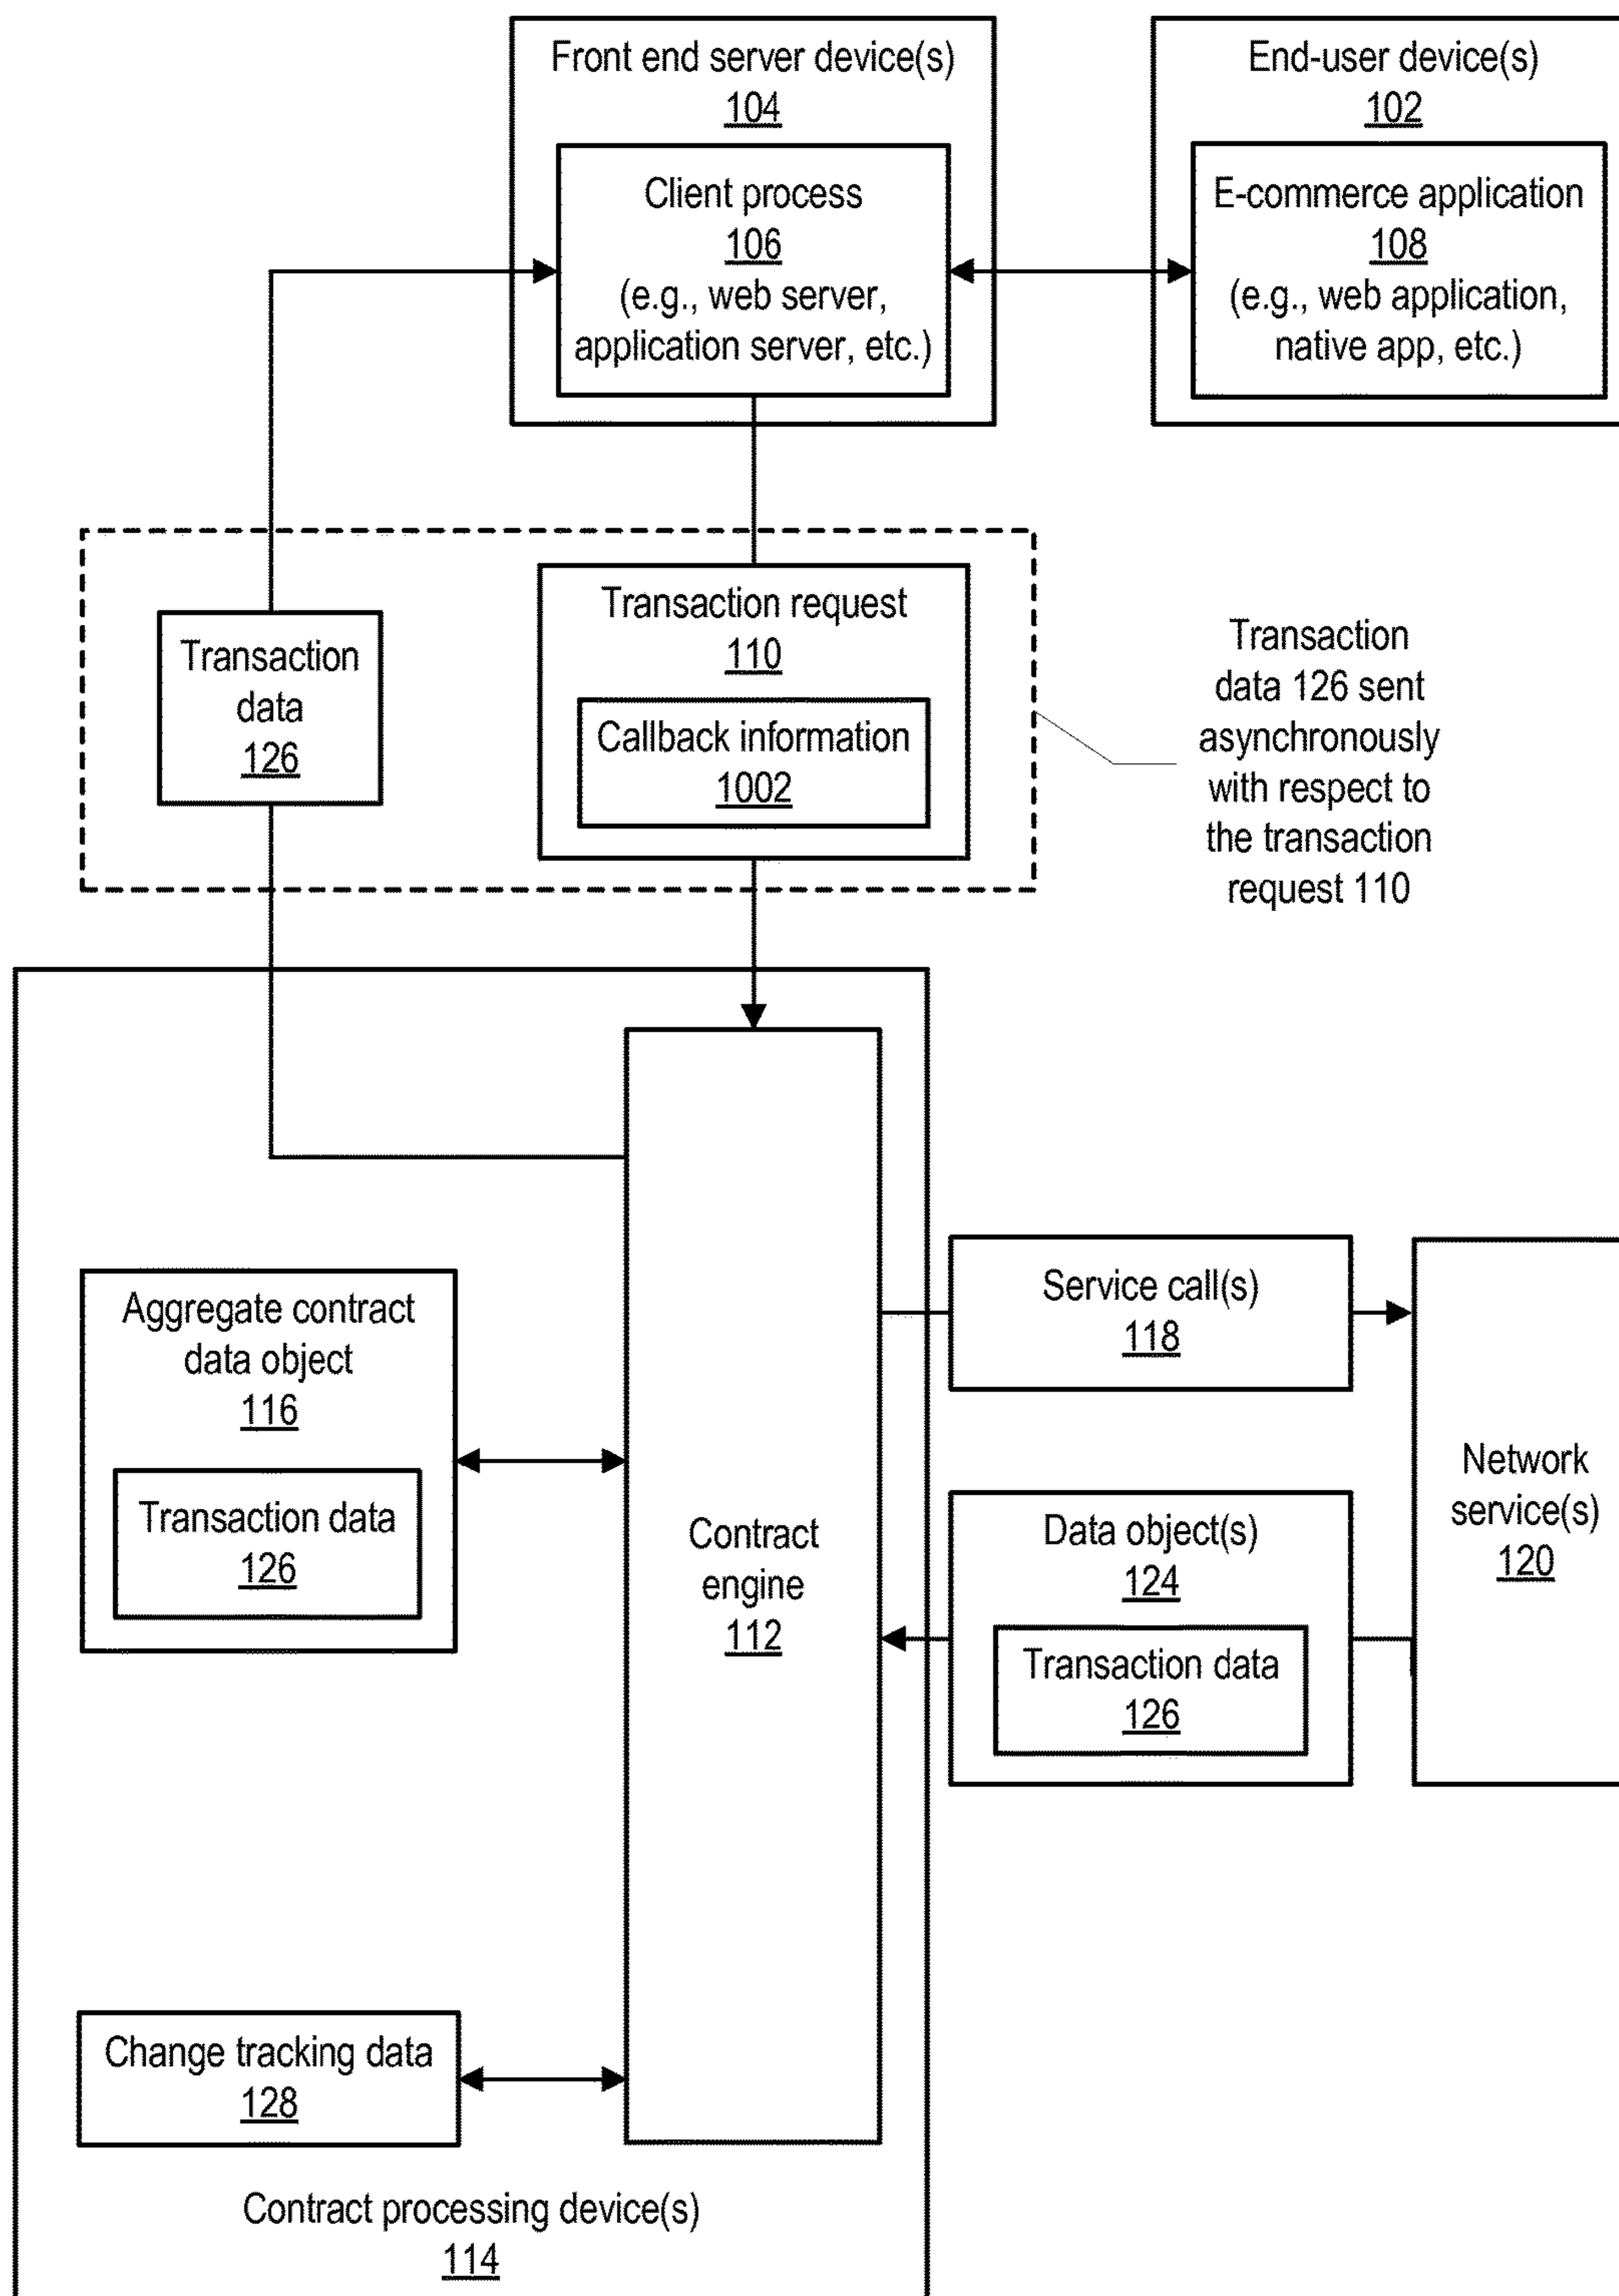 Front end server device(s)
104
Client process
106
(e.g., web server,
application server, etc.)
End-user device(s)
102
E-commerce application
108
(e.g., web application,
native app, etc.)
Transaction
data
126
Transaction request
110
Callback information
1002
Transaction
data 126 sent
asynchronously
with respect to
the transaction
request 110
Aggregate contract
data object
116
Transaction data
126
Contract
engine
112
Service call(s)
118
Data object(s)
124
Transaction data
126
Network
service(s)
120
Change tracking data
128
Contract processing device(s)
114